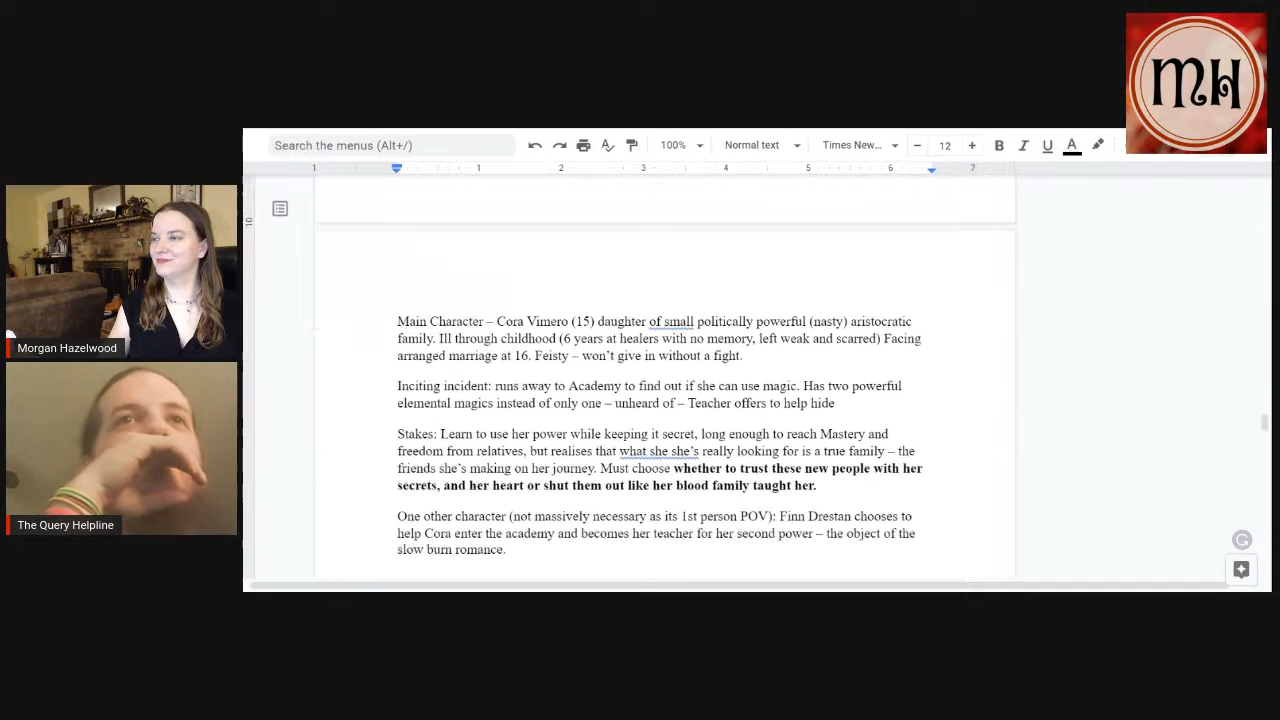 MH
Search the menus (Alt+/)
100%
Normal text
Times New...
12
B
I
U
A
1
1
2
3
4
5
6
7
10
Main Character – Cora Vimero (15) daughter of small politically powerful (nasty) aristocratic
family. Ill through childhood (6 years at healers with no memory, left weak and scarred) Facing
arranged marriage at 16. Feisty – won't give in without a fight.
Inciting incident: runs away to Academy to find out if she can use magic. Has two powerful
elemental magics instead of only one – unheard of – Teacher offers to help hide
Stakes: Learn to use her power while keeping it secret, long enough to reach Mastery and
freedom from relatives, but realises that what she she's really looking for is a true family – the
friends she's making on her journey. Must choose whether to trust these new people with her
secrets, and her heart or shut them out like her blood family taught her.
One other character (not massively necessary as its 1st person POV): Finn Drestan chooses to
help Cora enter the academy and becomes her teacher for her second power – the object of the
slow burn romance.
Morgan Hazelwood
The Query Helpline